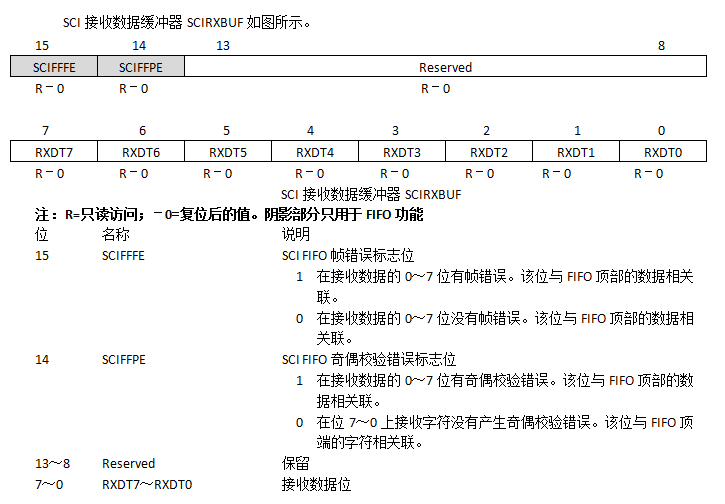 SCI 接收数据缓冲器 SCIRXBUF 如图所示。
15 14 13 8
SCIFFFE SCIFFPE Reserved
R－0 R－0 R－0
7 6 5 4 3 2 1 0
RXDT7 RXDT6 RXDT5 RXDT4 RXDT3 RXDT2 RXDT1 RXDT0
R－0 R－0 R－0 R－0 R－0 R－0 R－0 R－0
SCI 接收数据缓冲器 SCIRXBUF
注：R=只读访问；－0=复位后的值。阴影部分只用于 FIFO 功能
位 名称 说明
15 SCIFFFE SCI FIFO 帧错误标志位
1 在接收数据的 0～7 位有帧错误。该位与 FIFO 顶部的数据相关
联。
0 在接收数据的 0～7 位没有帧错误。该位与 FIFO 顶部的数据相
关联。
14 SCIFFPE SCI FIFO 奇偶校验错误标志位
1 在接收数据的 0～7 位有奇偶校验错误。该位与 FIFO 顶部的数
据相关联。
0 在位 7～0 上接收字符没有产生奇偶校验错误。该位与 FIFO 顶
端的字符相关联。
13～8 Reserved 保留
7～0 RXDT7～RXDT0 接收数据位